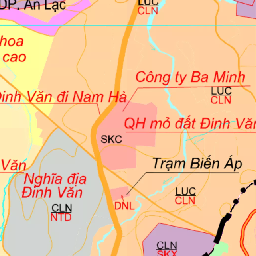 DP. An Lạc
LUC
CLN
hoa
cao
Công ty Ba Minh
LUC
CLN
Đinh Văn đi Nam Hà
QH mỏ đất Đinh Văn
SKC
Văn
Trạm Biến Áp
Nghĩa địa
Đinh Văn
LUC
CLN
DNL
CLN
NTD
CLN
SKX